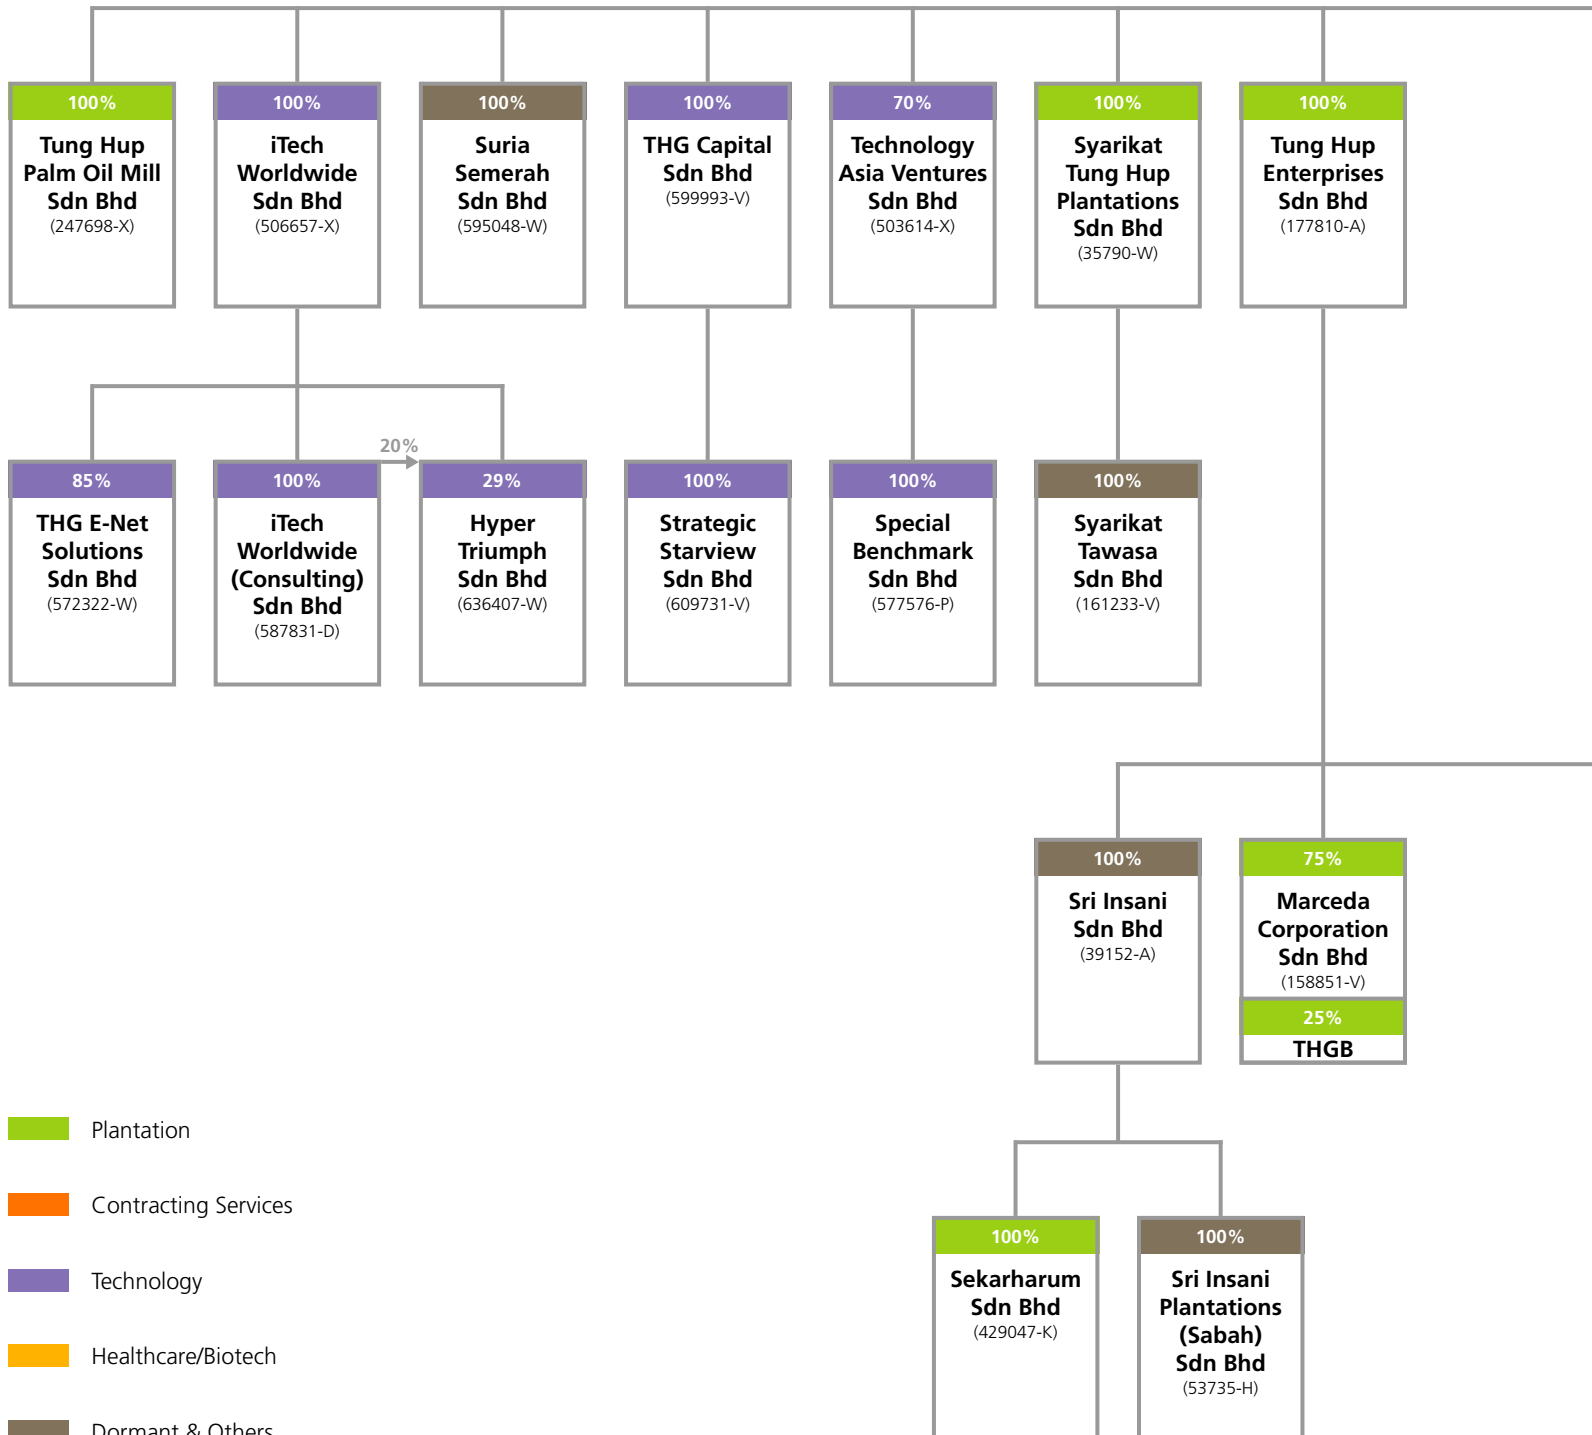 100%
Tung Hup
Palm Oil Mill
Sdn Bhd
(247698-X)
100%
iTech
Worldwide
Sdn Bhd
(506657-X)
100%
Suria
Semerah
Sdn Bhd
(595048-W)
100%
THG Capital
Sdn Bhd
(599993-V)
70%
Technology
Asia Ventures
Sdn Bhd
(503614-X)
100%
Syarikat
Tung Hup
Plantations
Sdn Bhd
(35790-W)
100%
Tung Hup
Enterprises
Sdn Bhd
(177810-A)
85%
THG E-Net
Solutions
Sdn Bhd
(572322-W)
100%
iTech
Worldwide
(Consulting)
Sdn Bhd
(587831-D)
20%
29%
Hyper
Triumph
Sdn Bhd
(636407-W)
100%
Strategic
Starview
Sdn Bhd
(609731-V)
100%
Special
Benchmark
Sdn Bhd
(577576-P)
100%
Syarikat
Tawasa
Sdn Bhd
(161233-V)
100%
Sri Insani
Sdn Bhd
(39152-A)
75%
Marceda
Corporation
Sdn Bhd
(158851-V)
25%
THGB
100%
Sekarharum
Sdn Bhd
(429047-K)
100%
Sri Insani
Plantations
(Sabah)
Sdn Bhd
(53735-H)
Plantation
Contracting Services
Technology
Healthcare/Biotech
Dormant & Others